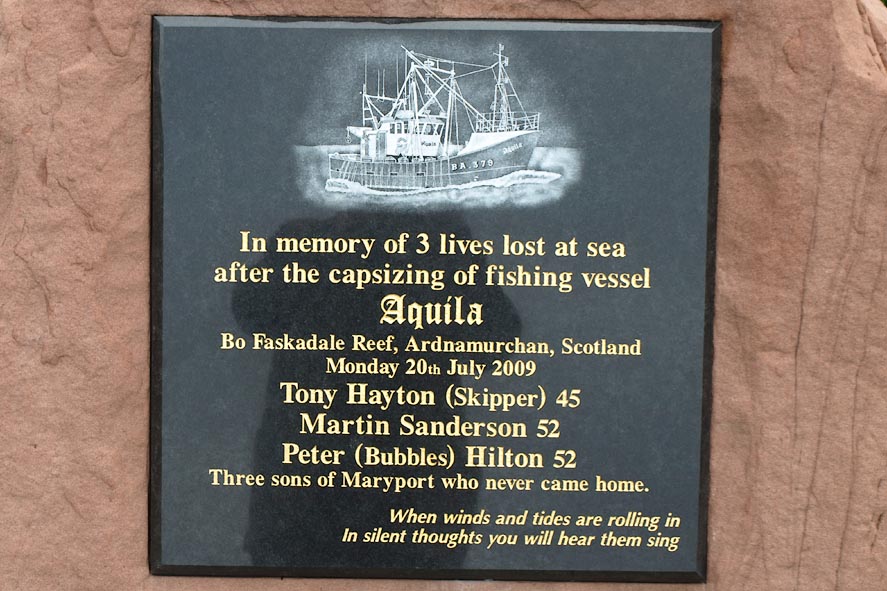 Aquila
BA 379
In memory of 3 lives lost at sea
after the capsizing of fishing vessel
Aquila
Bo Faskadale Reef, Ardnamurchan, Scotland
Monday 20th July 2009
Tony Hayton (Skipper) 45
Martin Sanderson 52
Peter (Bubbles) Hilton 52
Three sons of Maryport who never came home.
When winds and tides are rolling in
In silent thoughts you will hear them sing